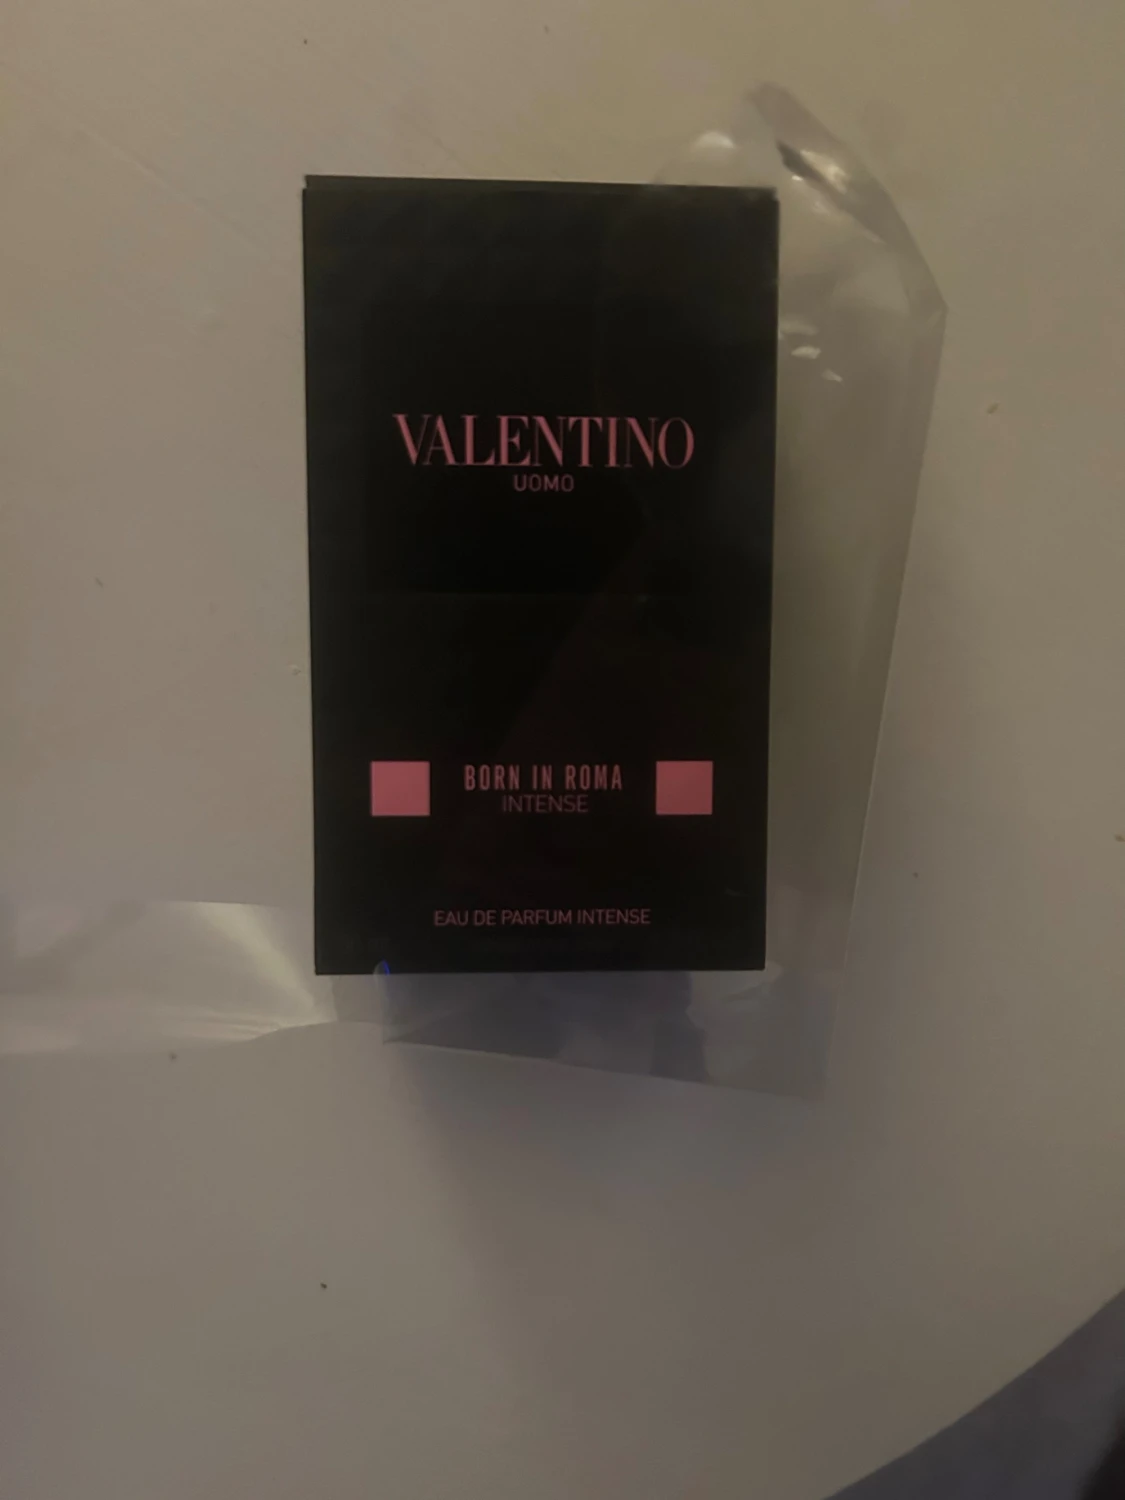 VALENTINO
UOMO
BORN IN ROMA
INTENSE
EAU DE PARFUM INTENSE